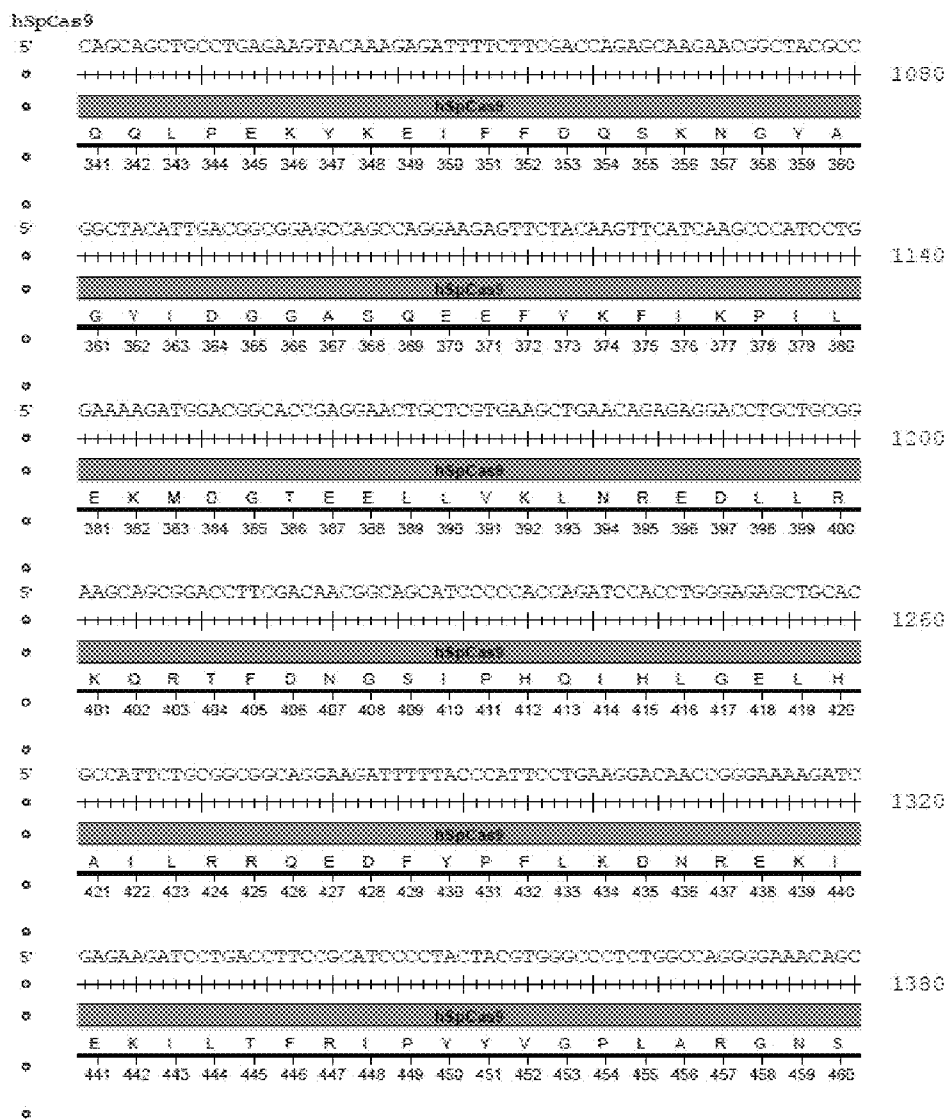 hSpCas9
5' CAGCAGCTGCCTGAGAAGTACAAAGAGATTTTCTTCGACCAGAGCAAGAACGGCTACGCC
1080
hSpCas9
Q Q L P E K Y K E I F F D Q S K N G Y A
341 342 343 344 345 346 347 348 349 350 351 352 353 354 355 356 357 358 359 360
5' GGCTACATTGACGGCGGAGCCAGCCAGGAAGAGTTCTACAAGTTCATCAAGCCCATCCTG
1140
hSpCas9
G Y I D G G A S Q E E F Y K F I K P I L
361 362 363 364 365 366 367 368 369 370 371 372 373 374 375 376 377 378 379 380
5' GAAAAGATGGACGGCACCGAGGAACTGCTCGTGAAGCTGAACAGAGAGGACCTGCTGCGG
1200
hSpCas9
E K M D G T E E L L V K L N R E D L L R
381 382 383 384 385 386 387 388 389 390 391 392 393 394 395 396 397 398 399 400
5' AAGCAGCGGACCTTCGACAACGGCAGCATCCCCCACCAGATCCACCTGGGAGAGCTGCAC
1260
hSpCas9
K Q R T F D N G S I P H Q I H L G E L H
401 402 403 404 405 406 407 408 409 410 411 412 413 414 415 416 417 418 419 420
5' GCCATTCTGCGGCGGCAGGAAGATTTTTACCCATTCCTGAAGGACAACCGGGAAAAGATC
1320
hSpCas9
A I L R R Q E D F Y P F L K D N R E K I
421 422 423 424 425 426 427 428 429 430 431 432 433 434 435 436 437 438 439 440
5' GAGAAGATCCTGACCTTCCGCATCCCCTACTACGTGGGCCCTCTGGCCAGGGGAAACAGC
1380
hSpCas9
E K I L T F R I P Y Y V G P L A R G N S
441 442 443 444 445 446 447 448 449 450 451 452 453 454 455 456 457 458 459 460